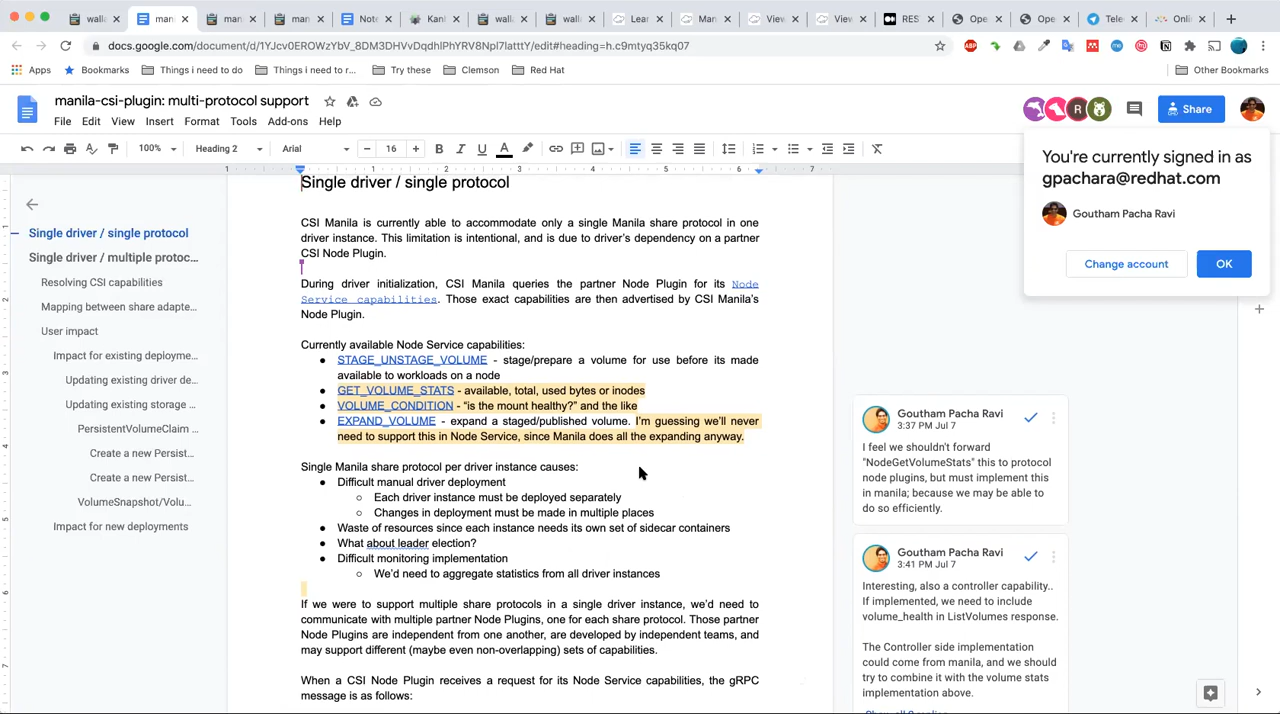 walla
man
man
man
Note
Kanl
walla
walla
Lear
Man
View
View
RES
Ope
Ope
Tele
Onli
docs.google.com/document/d/1YJcv0EROWzYbV_8DM3DHVvDqdhlPhYRV8Npl7IatttY/edit#heading=h.c9mtyq35kq07
Apps
Bookmarks
Things i need to do
Things i need to r...
Try these
Clemson
Red Hat
Other Bookmarks
manila-csi-plugin: multi-protocol support
File Edit View Insert Format Tools Add-ons Help
Share
100% Heading 2 Arial 16
You're currently signed in as
gpachara@redhat.com
Goutham Pacha Ravi
Change account
OK
Single driver / single protocol
Single driver / multiple protoc...
Resolving CSI capabilities
Mapping between share adapte...
User impact
Impact for existing deployme...
Updating existing driver de...
Updating existing storage ...
PersistentVolumeClaim ...
Create a new Persist...
Create a new Persist...
VolumeSnapshot/Volu...
Impact for new deployments
Single driver / single protocol
CSI Manila is currently able to accommodate only a single Manila share protocol in one
driver instance. This limitation is intentional, and is due to driver's dependency on a partner
CSI Node Plugin.
During driver initialization, CSI Manila queries the partner Node Plugin for its Node
Service capabilities. Those exact capabilities are then advertised by CSI Manila's
Node Plugin.
Currently available Node Service capabilities:
● STAGE_UNSTAGE_VOLUME - stage/prepare a volume for use before its made
available to workloads on a node
● GET_VOLUME_STATS - available, total, used bytes or inodes
● VOLUME_CONDITION - “is the mount healthy?” and the like
● EXPAND_VOLUME - expand a staged/published volume. I'm guessing we'll never
need to support this in Node Service, since Manila does all the expanding anyway.
Single Manila share protocol per driver instance causes:
● Difficult manual driver deployment
○ Each driver instance must be deployed separately
○ Changes in deployment must be made in multiple places
● Waste of resources since each instance needs its own set of sidecar containers
● What about leader election?
● Difficult monitoring implementation
○ We'd need to aggregate statistics from all driver instances
If we were to support multiple share protocols in a single driver instance, we'd need to
communicate with multiple partner Node Plugins, one for each share protocol. Those partner
Node Plugins are independent from one another, are developed by independent teams, and
may support different (maybe even non-overlapping) sets of capabilities.
When a CSI Node Plugin receives a request for its Node Service capabilities, the gRPC
message is as follows:
Goutham Pacha Ravi
3:37 PM Jul 7
I feel we shouldn't forward
"NodeGetVolumeStats" this to protocol
node plugins, but must implement this
in manila; because we may be able to
do so efficiently.
Goutham Pacha Ravi
3:41 PM Jul 7
Interesting, also a controller capability..
If implemented, we need to include
volume_health in ListVolumes response.
The Controller side implementation
could come from manila, and we should
try to combine it with the volume stats
implementation above.